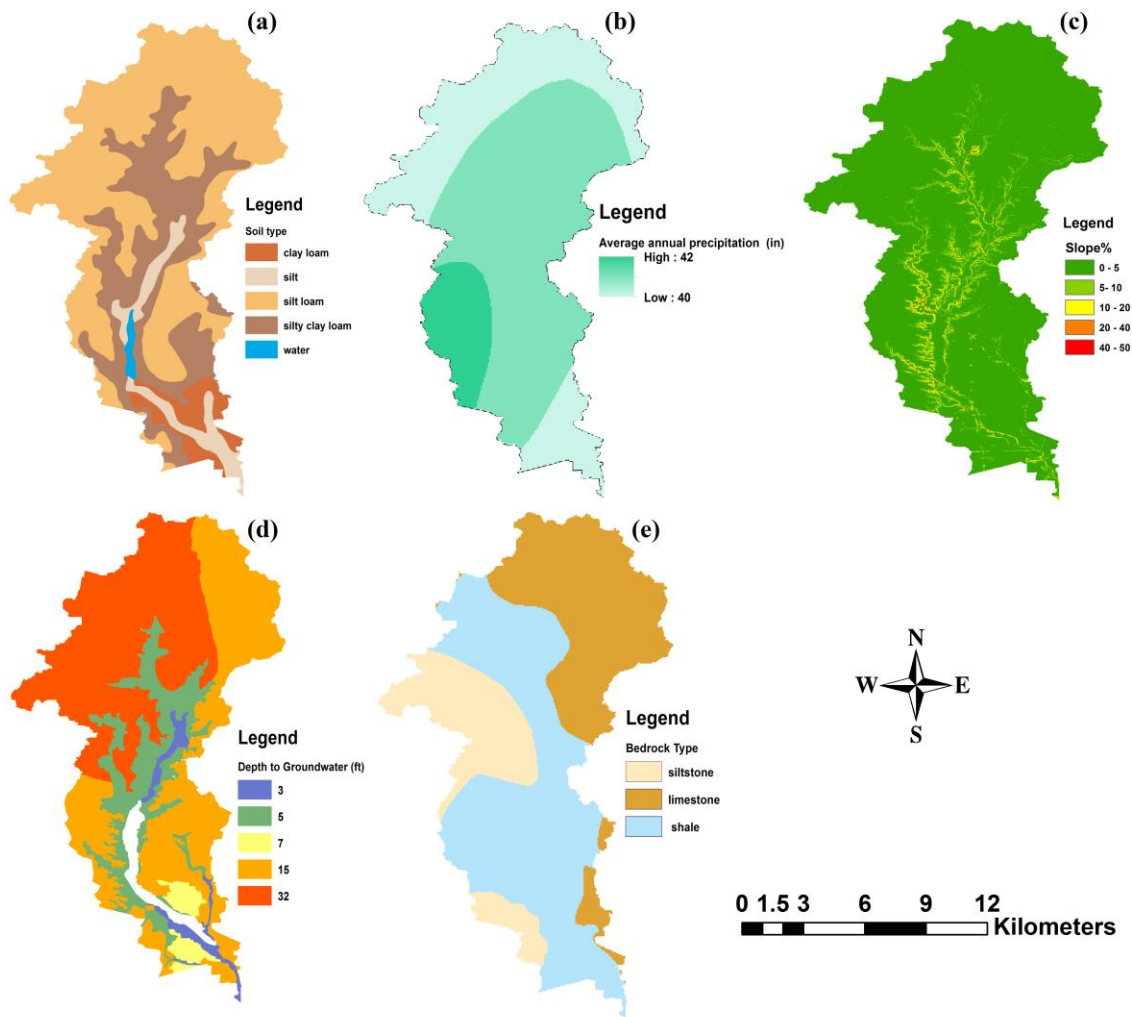 (a)
Legend
Soil type
clay loam
silt
silt loam
silty clay loam
water
(b)
Legend
Average annual precipitation (in)
High : 42
Low : 40
(c)
Legend
Slope%
0 - 5
5- 10
10 - 20
20 - 40
40 - 50
(d)
Legend
Depth to Groundwater (ft)
3
5
7
15
32
(e)
Legend
Bedrock Type
siltstone
limestone
shale
N
W E
S
0 1.5 3 6 9 12
Kilometers